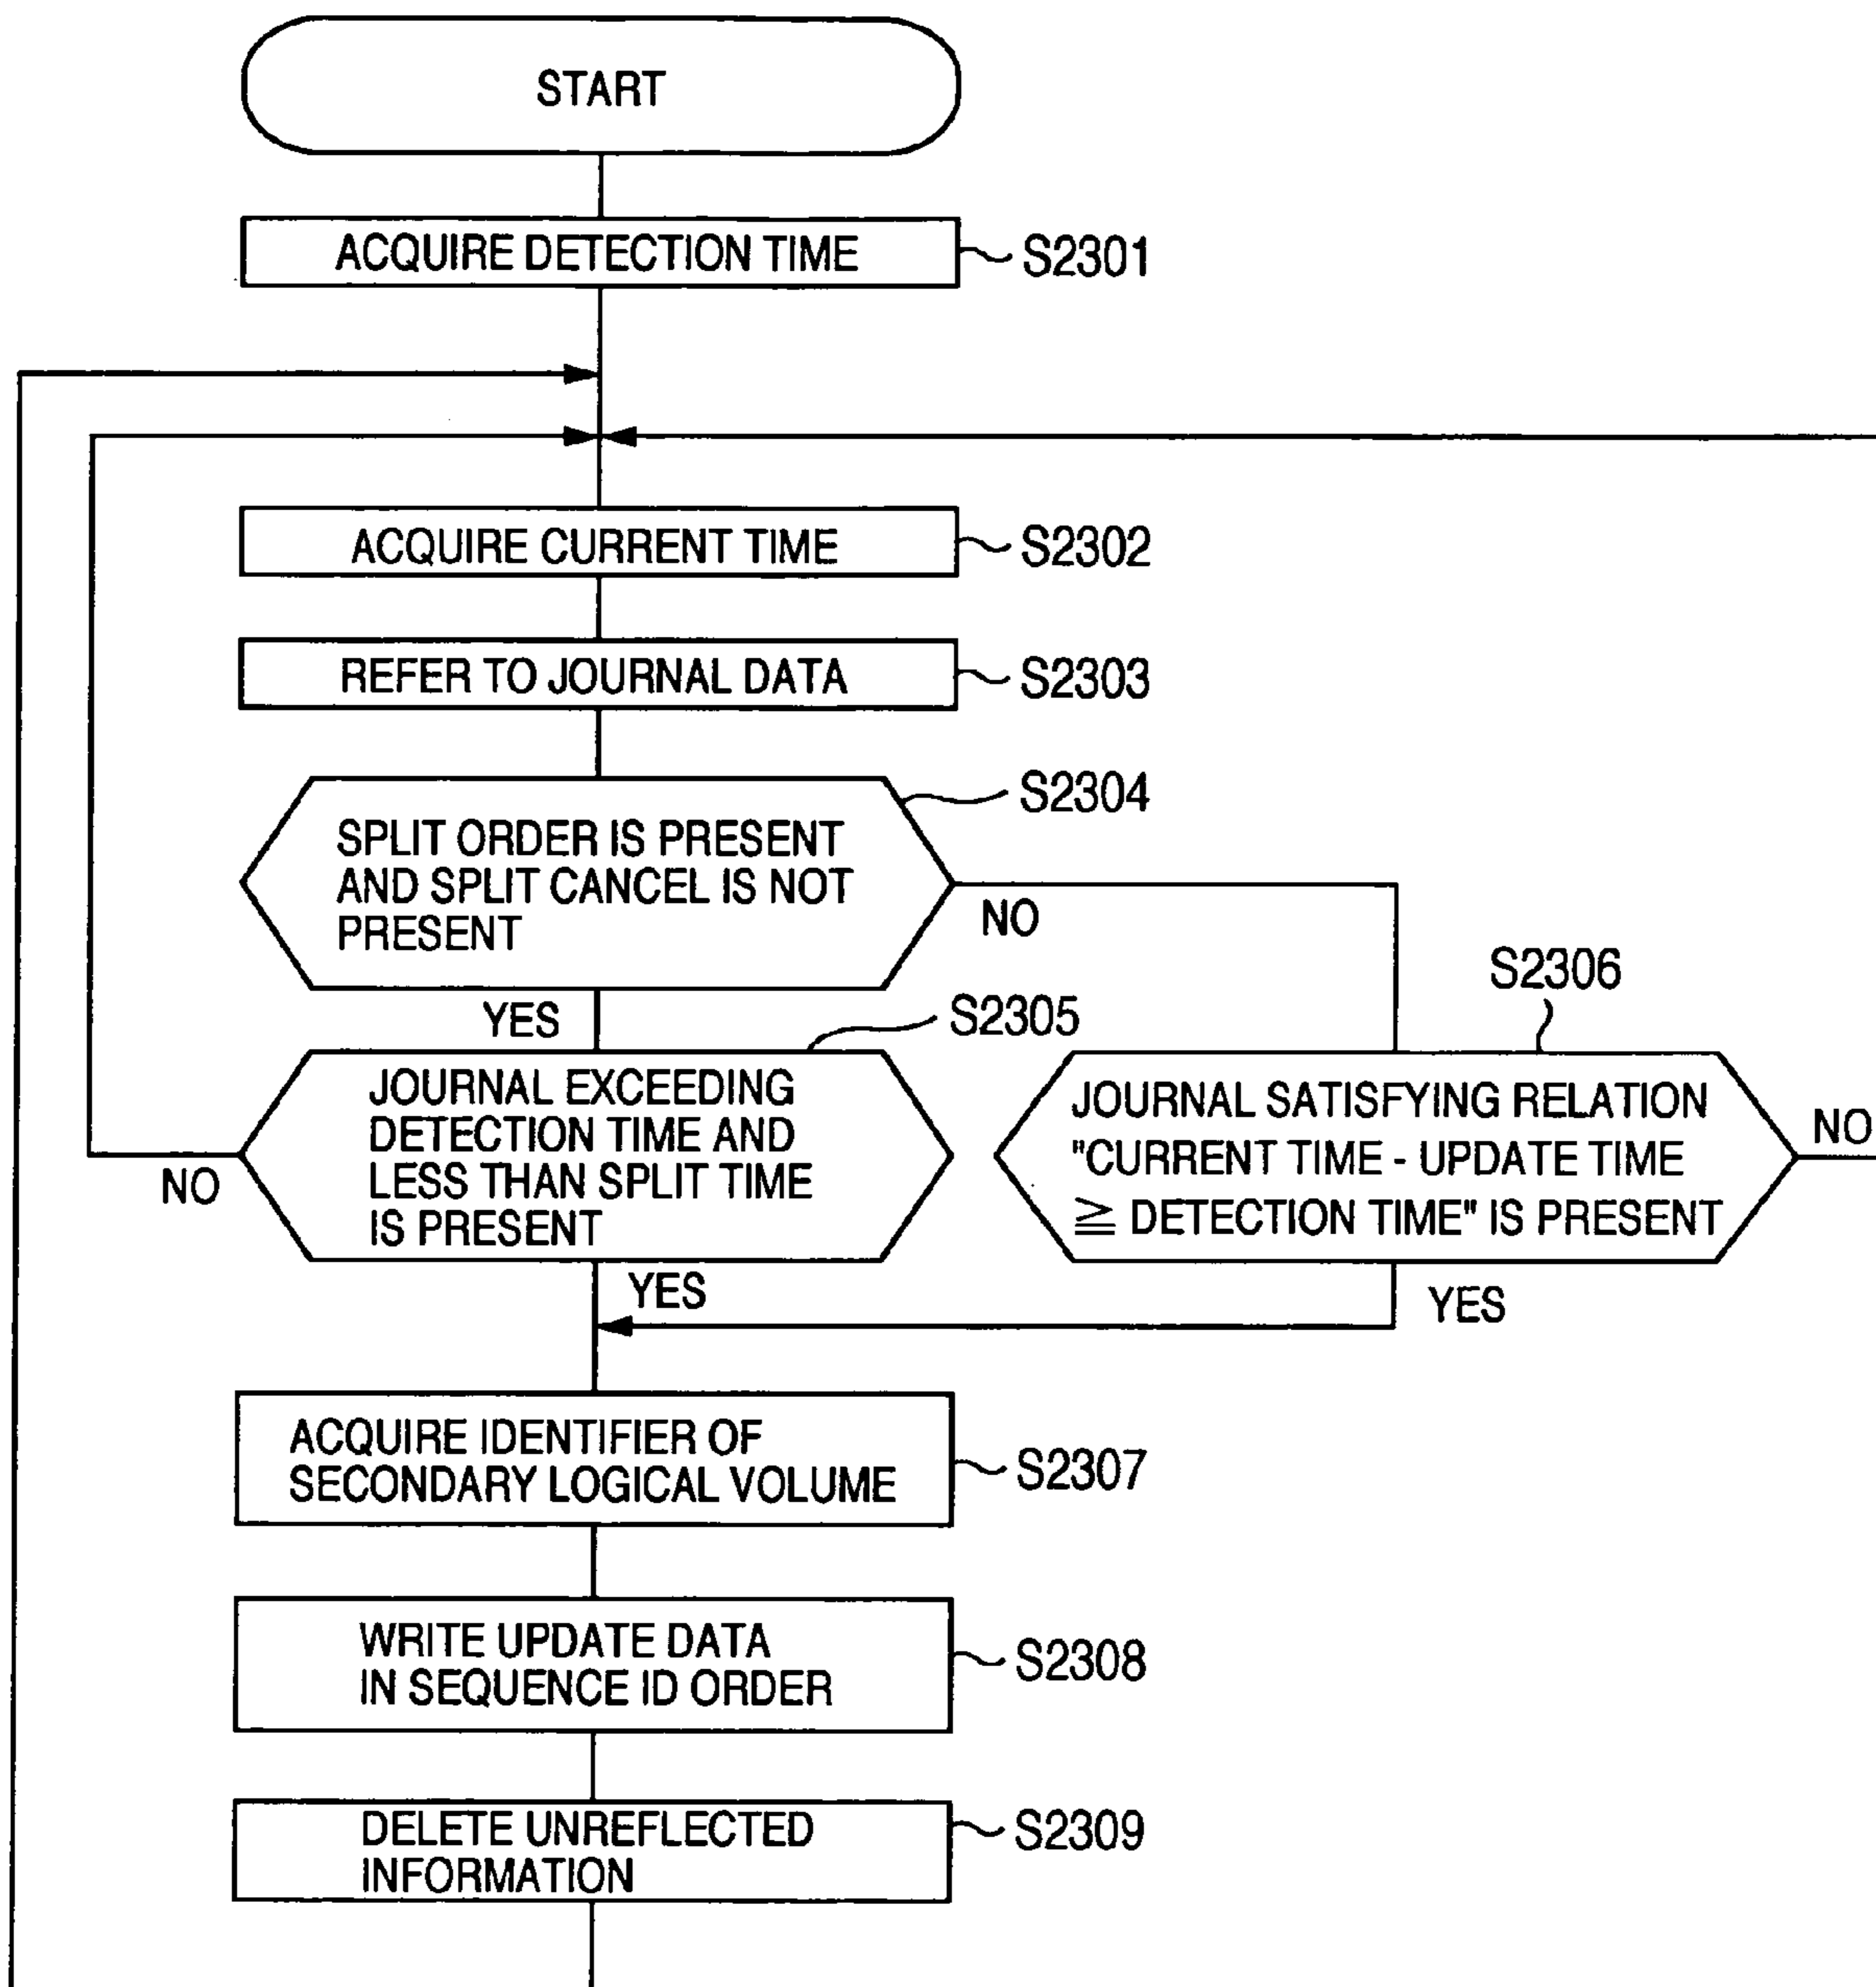 START
ACQUIRE DETECTION TIME
S2301
ACQUIRE CURRENT TIME
S2302
REFER TO JOURNAL DATA
S2303
S2304
SPLIT ORDER IS PRESENT
AND SPLIT CANCEL IS NOT
PRESENT
NO
YES
S2305
S2306
JOURNAL EXCEEDING
DETECTION TIME AND
LESS THAN SPLIT TIME
IS PRESENT
NO
YES
JOURNAL SATISFYING RELATION
"CURRENT TIME - UPDATE TIME
≧ DETECTION TIME" IS PRESENT
NO
YES
ACQUIRE IDENTIFIER OF
SECONDARY LOGICAL VOLUME
S2307
WRITE UPDATE DATA
IN SEQUENCE ID ORDER
S2308
DELETE UNREFLECTED
INFORMATION
S2309